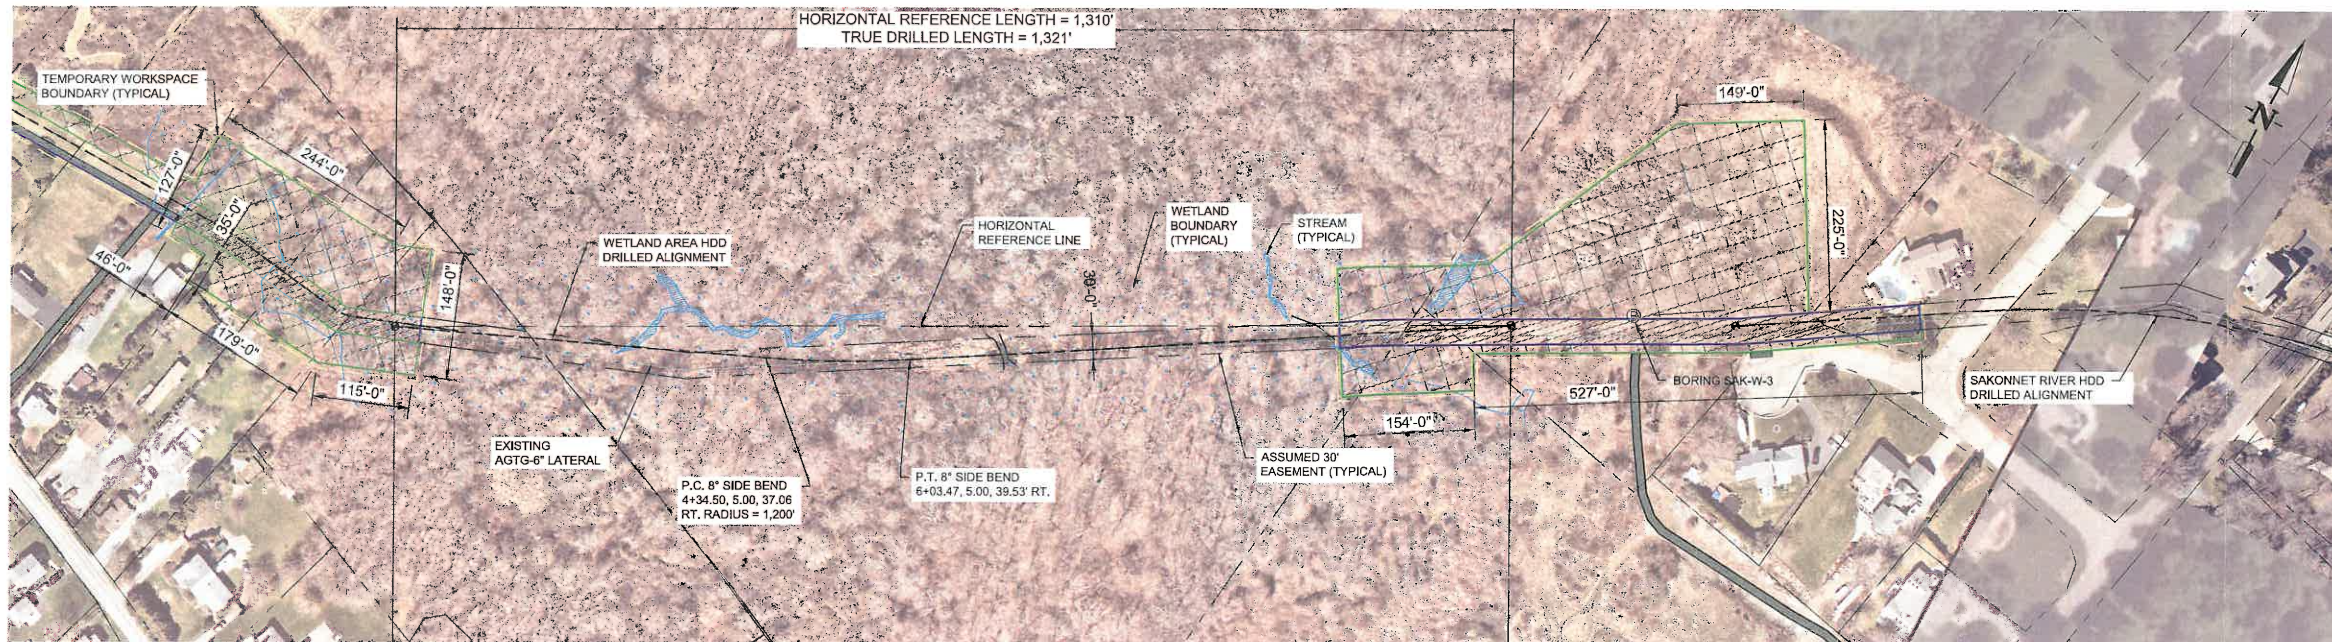 HORIZONTAL REFERENCE LENGTH = 1,310'
TRUE DRILLED LENGTH = 1,321'
TEMPORARY WORKSPACE
BOUNDARY (TYPICAL)
127'-0"
244'-0"
35'-0"
46'-0"
179'-0"
148'-0"
115'-0"
WETLAND AREA HDD
DRILLED ALIGNMENT
HORIZONTAL
REFERENCE LINE
WETLAND
BOUNDARY
(TYPICAL)
STREAM
(TYPICAL)
30'-0"
149'-0"
225'-0"
N
EXISTING
AGTG-6" LATERAL
P.C. 8° SIDE BEND
4+34.50, 5.00, 37.06
RT. RADIUS = 1,200'
P.T. 8° SIDE BEND
6+03.47, 5.00, 39.53' RT.
ASSUMED 30'
EASEMENT (TYPICAL)
154'-0"
527'-0"
BORING SAK-W-3
SAKONNET RIVER HDD
DRILLED ALIGNMENT